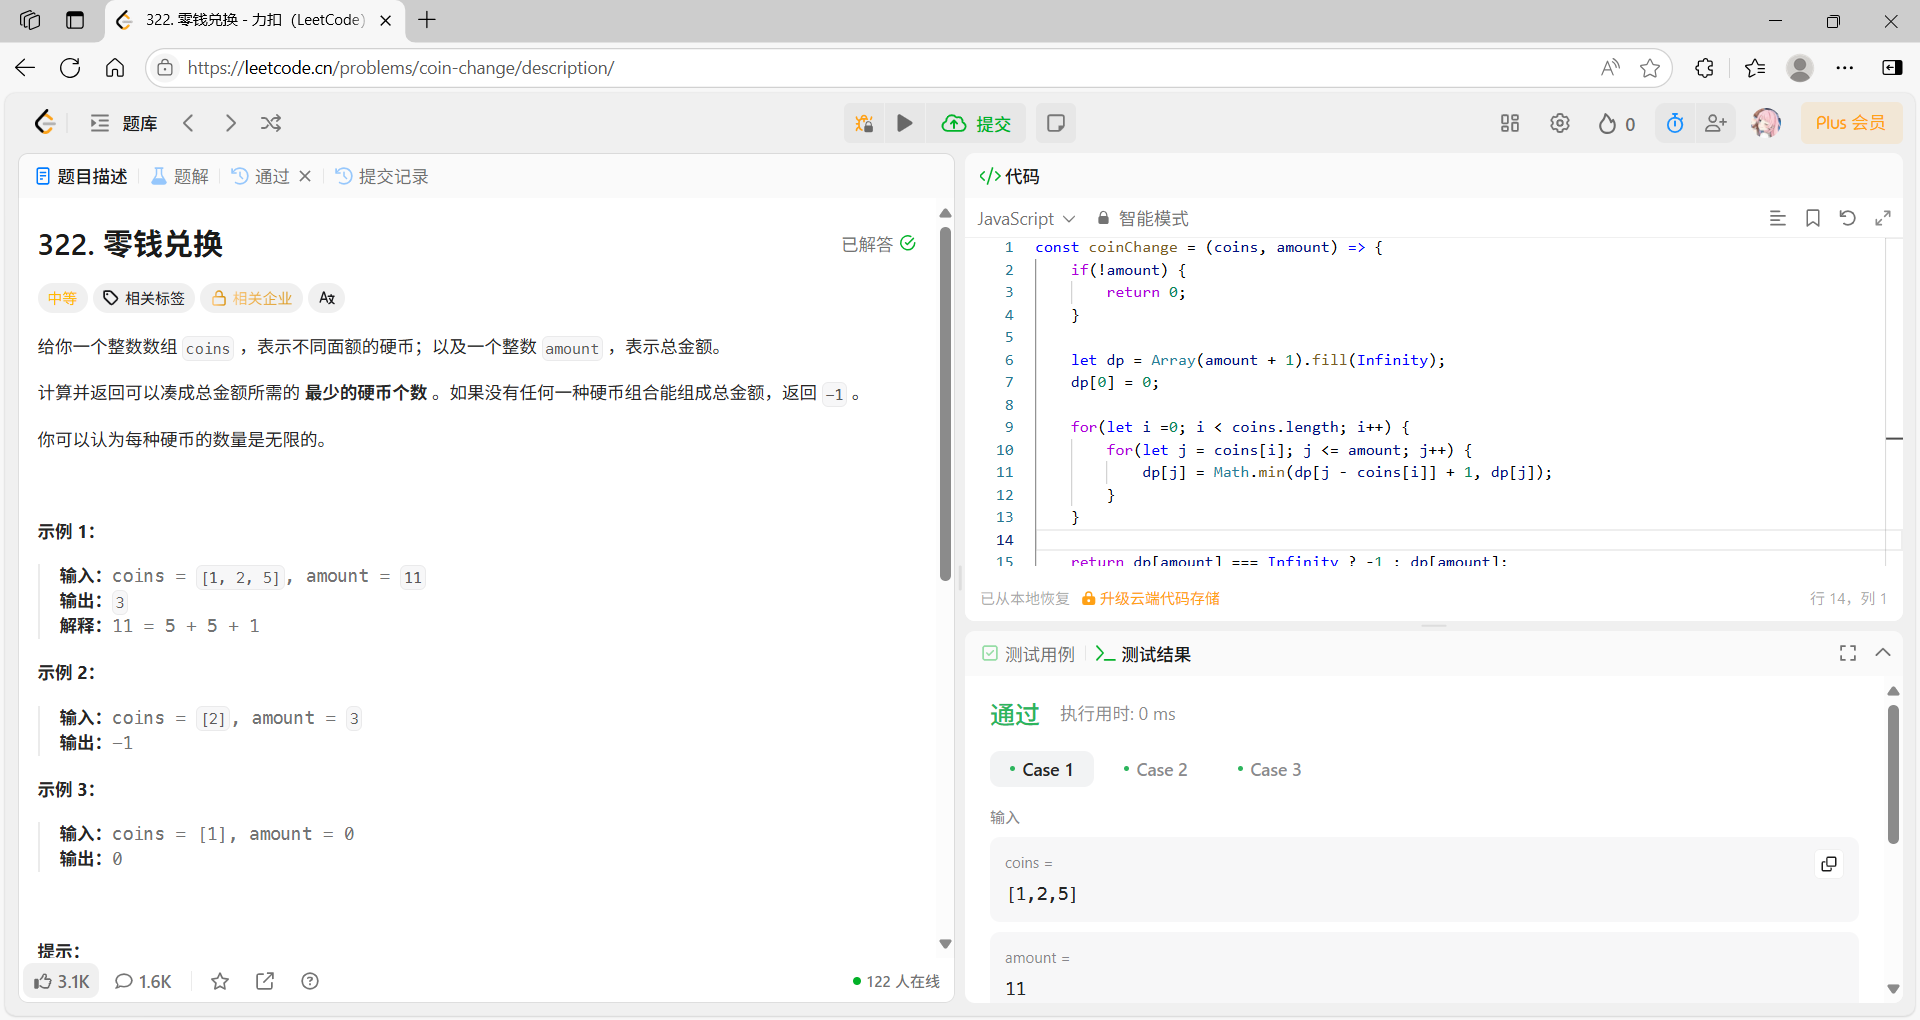 322. 零钱兑换 - 力扣（LeetCode）
https://leetcode.cn/problems/coin-change/description/
题库
提交
0
Plus 会员
题目描述
题解
通过
提交记录
322. 零钱兑换
已解答
中等
相关标签
相关企业
给你一个整数数组 coins ，表示不同面额的硬币；以及一个整数 amount ，表示总金额。
计算并返回可以凑成总金额所需的 最少的硬币个数 。如果没有任何一种硬币组合能组成总金额，返回 -1 。
你可以认为每种硬币的数量是无限的。
示例 1：
输入：coins = [1, 2, 5], amount = 11
输出：3
解释：11 = 5 + 5 + 1
示例 2：
输入：coins = [2], amount = 3
输出：-1
示例 3：
输入：coins = [1], amount = 0
输出：0
提示：
3.1K
1.6K
122 人在线
</> 代码
JavaScript
智能模式
1 const coinChange = (coins, amount) => {
2 if(!amount) {
3 return 0;
4 }
5
6 let dp = Array(amount + 1).fill(Infinity);
7 dp[0] = 0;
8
9 for(let i =0; i < coins.length; i++) {
10 for(let j = coins[i]; j <= amount; j++) {
11 dp[j] = Math.min(dp[j - coins[i]] + 1, dp[j]);
12 }
13 }
14
15 return dp[amount] === Infinity ? -1 : dp[amount];
已从本地恢复
升级云端代码存储
行 14，列 1
测试用例
测试结果
通过
执行用时: 0 ms
Case 1
Case 2
Case 3
输入
coins =
[1,2,5]
amount =
11